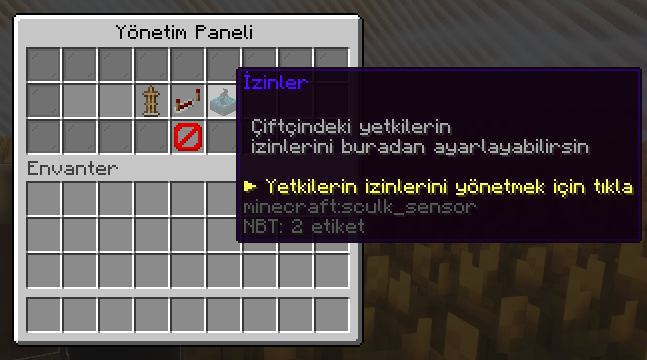 Yönetim Paneli
İzinler
Çiftçindeki yetkilerin
izinlerini buradan ayarlayabilirsin
► Yetkilerin izinlerini yönetmek için tıkla
minecraft:sculk_sensor
NBT: 2 etiket
Envanter